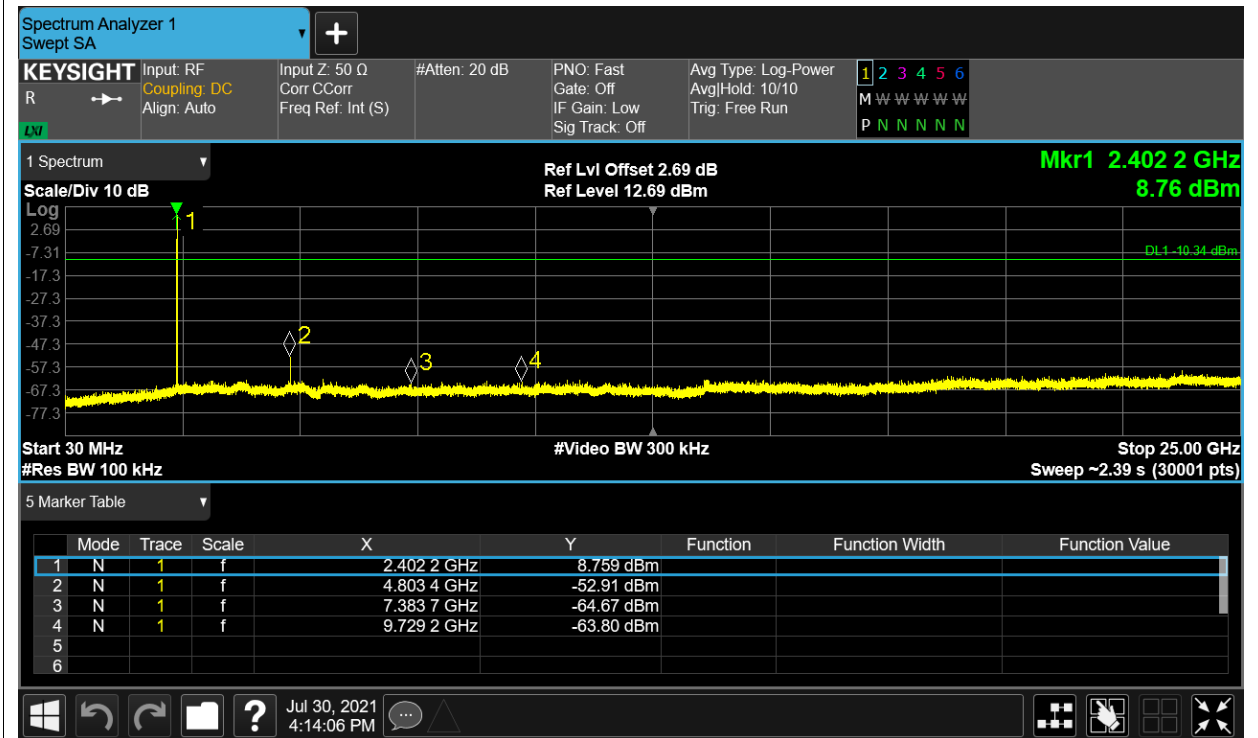 Spectrum Analyzer 1
Swept SA
+
KEYSIGHT
R
LXI
Input: RF
Coupling: DC
Align: Auto
Input Z: 50 Ω
Corr CCorr
Freq Ref: Int (S)
#Atten: 20 dB
PNO: Fast
Gate: Off
IF Gain: Low
Sig Track: Off
Avg Type: Log-Power
Avg|Hold: 10/10
Trig: Free Run
1 2 3 4 5 6
M W W W W W
P N N N N N
1 Spectrum
Scale/Div 10 dB
Ref Lvl Offset 2.69 dB
Ref Level 12.69 dBm
Mkr1 2.402 2 GHz
8.76 dBm
Log
2.69
-7.31
-17.3
-27.3
-37.3
-47.3
-57.3
-67.3
-77.3
1
2
3
4
DL1 -10.34 dBm
Start 30 MHz
#Video BW 300 kHz
Stop 25.00 GHz
#Res BW 100 kHz
Sweep ~2.39 s (30001 pts)
5 Marker Table
Mode Trace Scale X Y Function Function Width Function Value
1 N 1 f 2.402 2 GHz 8.759 dBm
2 N 1 f 4.803 4 GHz -52.91 dBm
3 N 1 f 7.383 7 GHz -64.67 dBm
4 N 1 f 9.729 2 GHz -63.80 dBm
5
6
?
Jul 30, 2021
4:14:06 PM